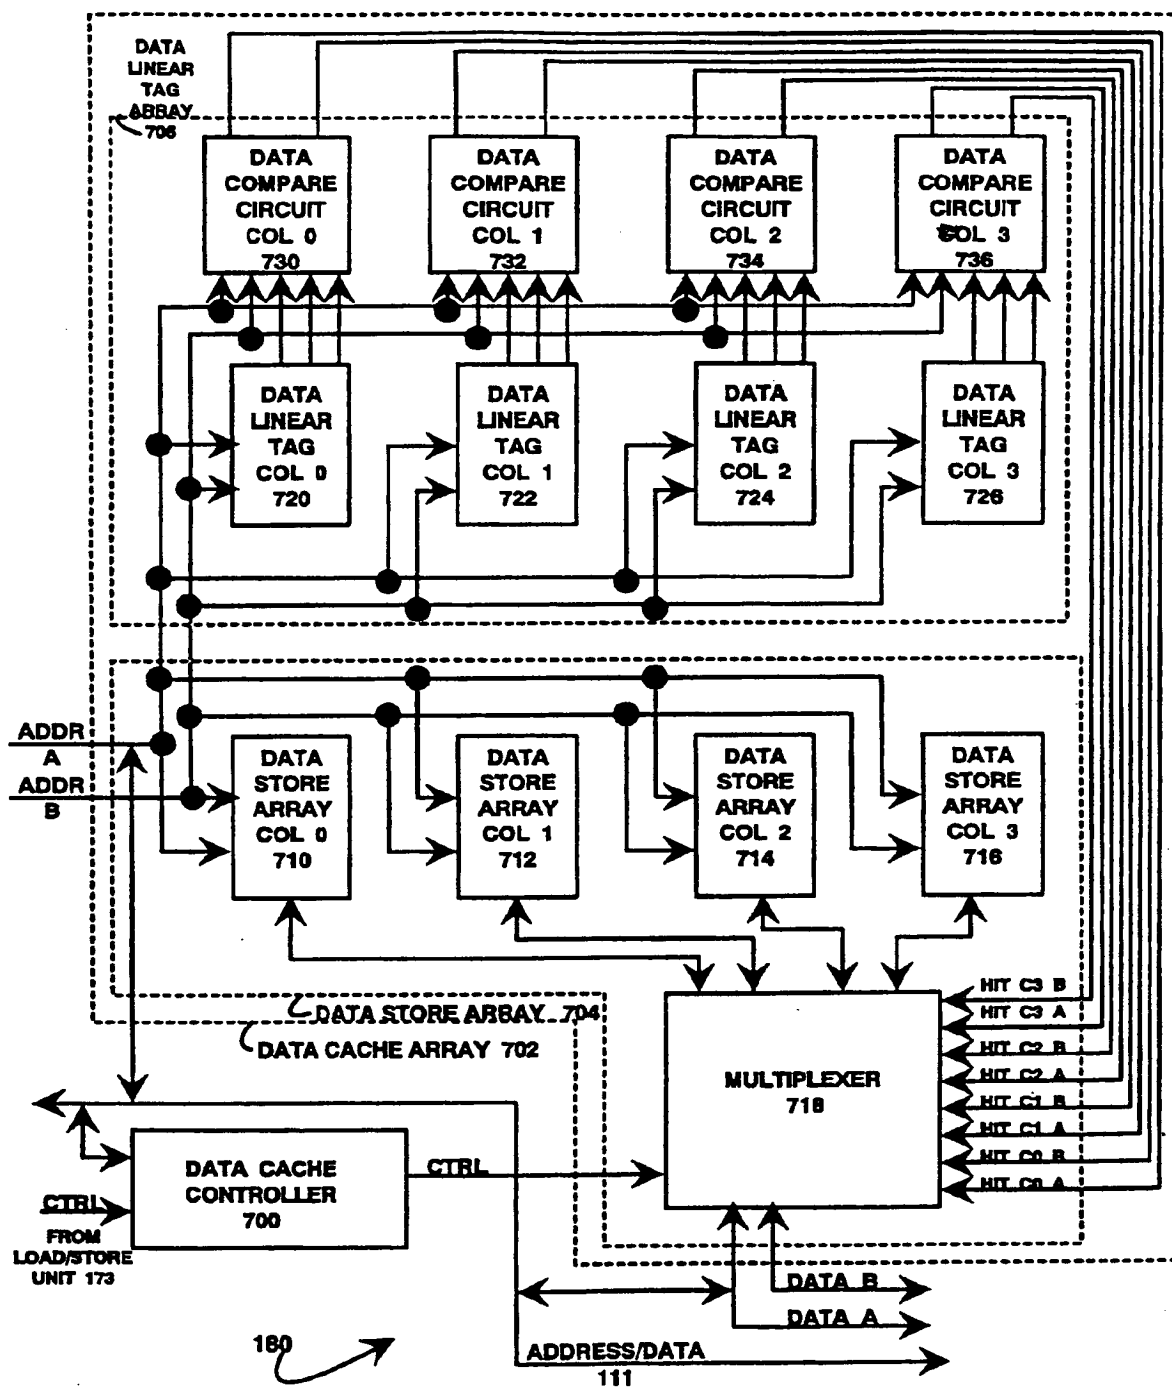 DATA
LINEAR
TAG
ARRAY
706
DATA
COMPARE
CIRCUIT
COL 0
730
DATA
COMPARE
CIRCUIT
COL 1
732
DATA
COMPARE
CIRCUIT
COL 2
734
DATA
COMPARE
CIRCUIT
COL 3
736
DATA
LINEAR
TAG
COL 0
720
DATA
LINEAR
TAG
COL 1
722
DATA
LINEAR
TAG
COL 2
724
DATA
LINEAR
TAG
COL 3
726
ADDR
A
ADDR
B
DATA
STORE
ARRAY
COL 0
710
DATA
STORE
ARRAY
COL 1
712
DATA
STORE
ARRAY
COL 2
714
DATA
STORE
ARRAY
COL 3
716
DATA STORE ARRAY 704
DATA CACHE ARRAY 702
MULTIPLEXER
718
HIT C3 B
HIT C3 A
HIT C2 B
HIT C2 A
HIT C1 B
HIT C1 A
HIT C0 B
HIT C0 A
DATA CACHE
CONTROLLER
700
CTRL
CTRL
FROM
LOAD/STORE
UNIT 173
DATA B
DATA A
180
ADDRESS/DATA
111